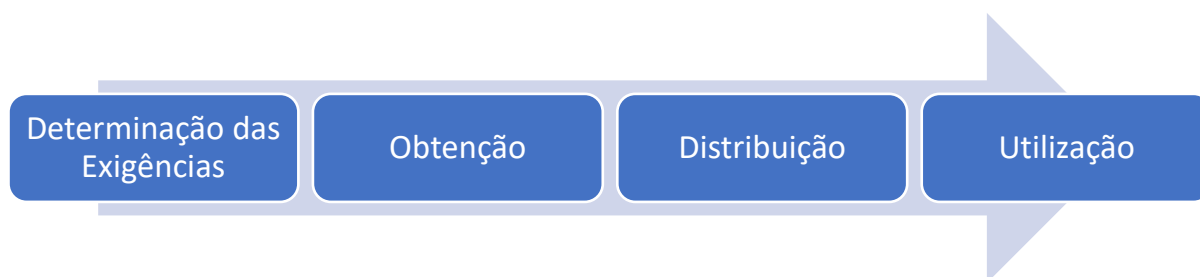 Determinação das
Exigências
Obtenção
Distribuição
Utilização